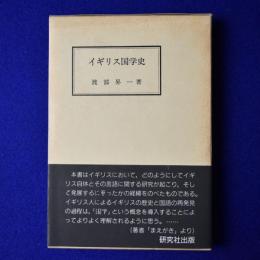 イギリス国学史
渡部昇一著
本書はイギリスにおいて、どのようにしてイギ
リス自体とその言語に関する研究が起こり、そし
て発展するに至ったかの経緯をのべたものである。
イギリス人によるイギリスの歴史と国語の再発見
の過程は、「国学」という概念を導入することによ
ってよりよく理解されるように思う。……
(著者「まえがき」より)
研究社出版